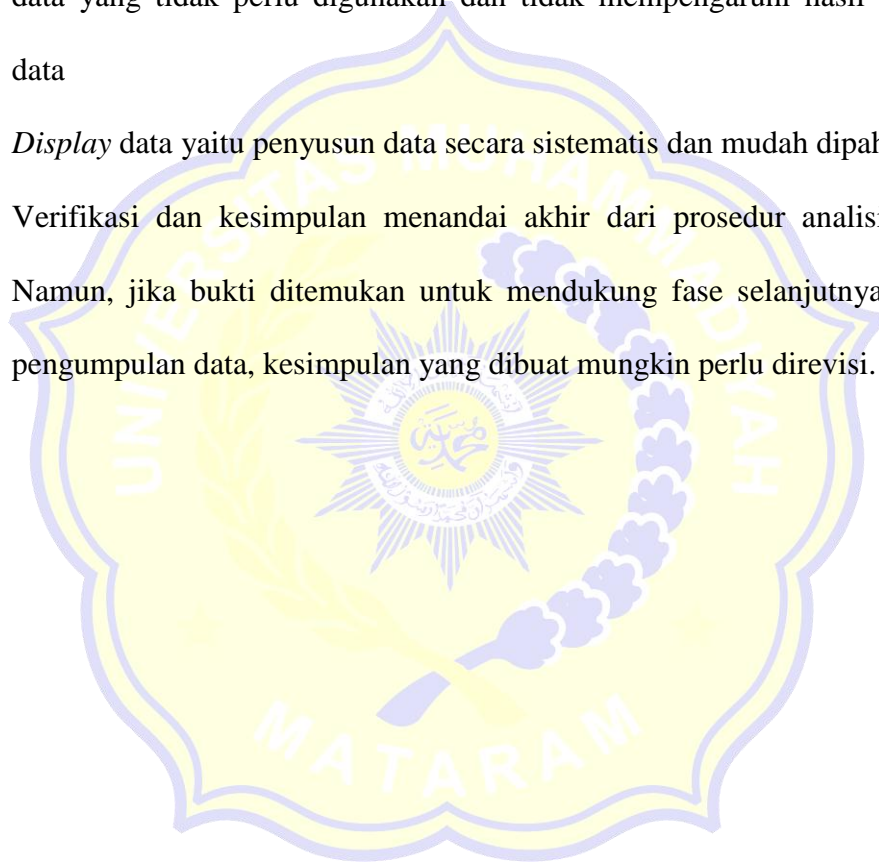 data yang tidak perlu digunakan dan tidak mempengaruhi hasil
data
Display data yaitu penyusun data secara sistematis dan mudah
Verifikasi dan kesimpulan menandai akhir dari prosedur
Namun, jika bukti ditemukan untuk mendukung fase selanjutnya
pengumpulan data, kesimpulan yang dibuat mungkin perlu direvisi.
UNIVERSITAS MUHAMMADIYAH
MATARAM